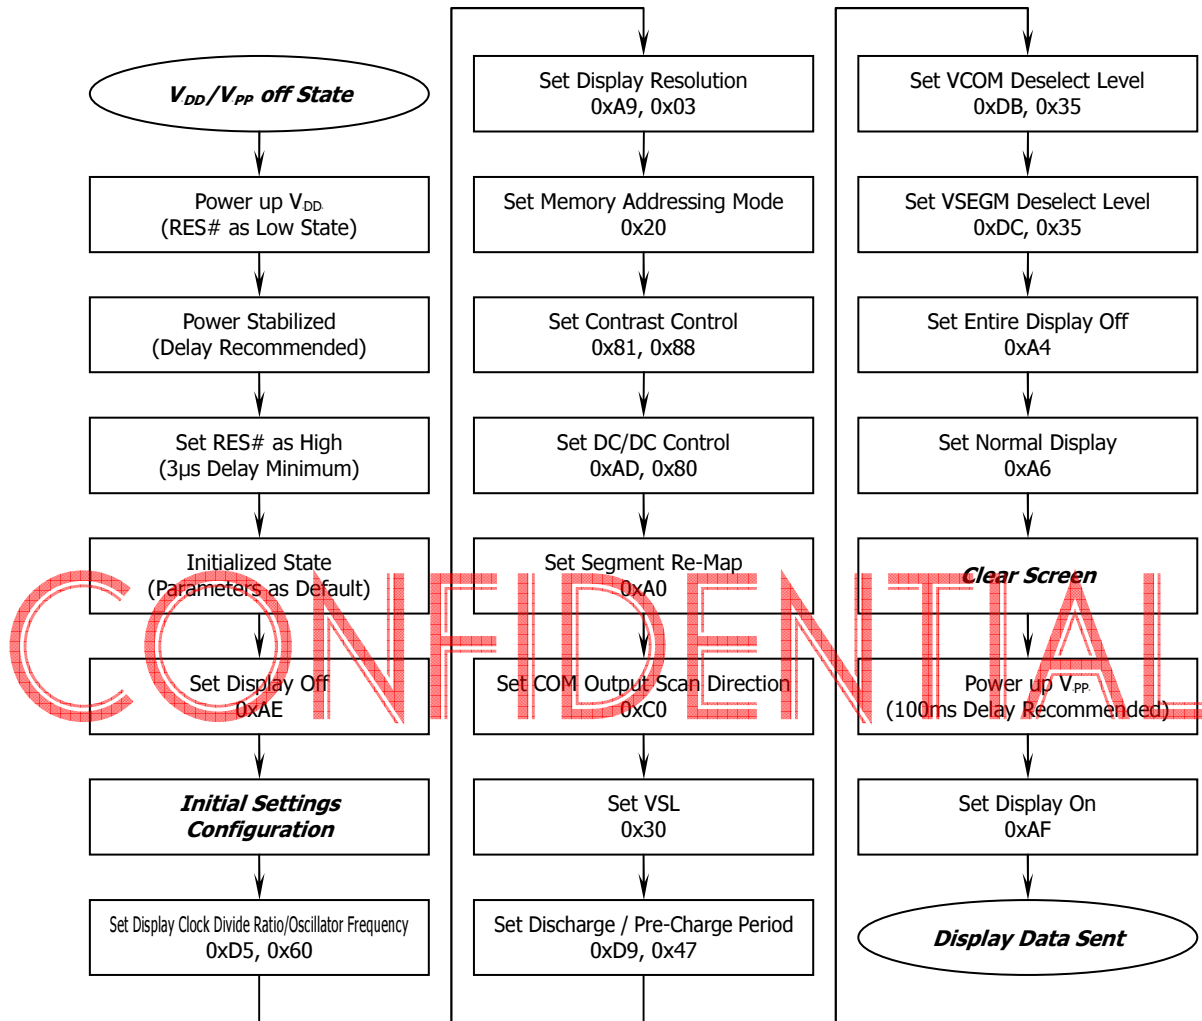 V_DD/V_PP off State
Power up V_DD.
(RES# as Low State)
Power Stabilized
(Delay Recommended)
Set RES# as High
(3μs Delay Minimum)
Initialized State
(Parameters as Default)
Set Display Off
0xAE
Initial Settings
Configuration
Set Display Clock Divide Ratio/Oscillator Frequency
0xD5, 0x60
Set Display Resolution
0xA9, 0x03
Set Memory Addressing Mode
0x20
Set Contrast Control
0x81, 0x88
Set DC/DC Control
0xAD, 0x80
Set Segment Re-Map
0xA0
Set COM Output Scan Direction
0xC0
Set VSL
0x30
Set Discharge / Pre-Charge Period
0xD9, 0x47
Set VCOM Deselect Level
0xDB, 0x35
Set VSEGM Deselect Level
0xDC, 0x35
Set Entire Display Off
0xA4
Set Normal Display
0xA6
Clear Screen
Power up V_PP.
(100ms Delay Recommended)
Set Display On
0xAF
Display Data Sent
CONFIDENTIAL